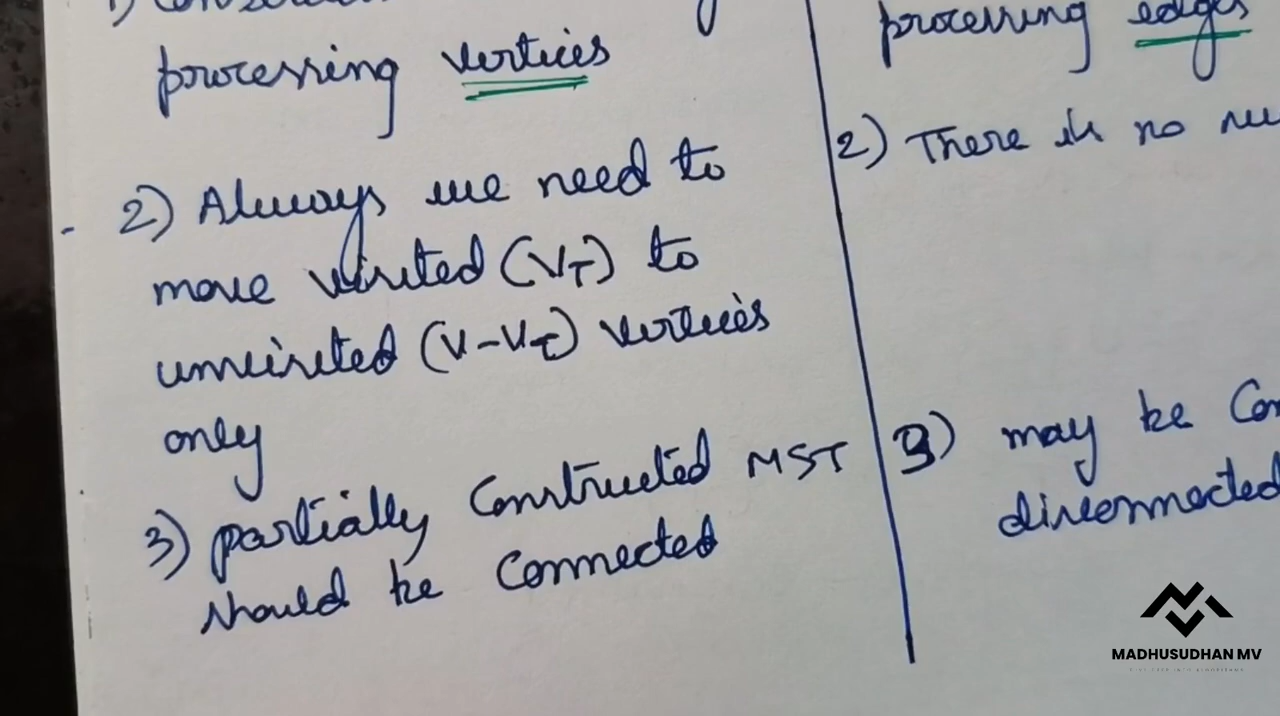 processing vertices
2) Always we need to
move visited (VT) to
unvisited (V-VT) vertices
only
3) partially Constructed MST
should be Connected
processing edges
2) There is no
3) may be
disconnected
MADHUSUDHAN MV